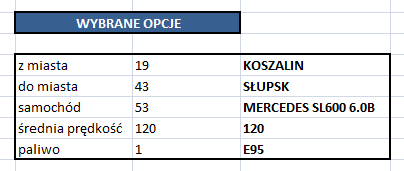 WYBRANE OPCJE
z miasta 19 KOSZALIN
do miasta 43 SŁUPSK
samochód 53 MERCEDES SL600 6.0B
średnia prędkość 120 120
paliwo 1 E95